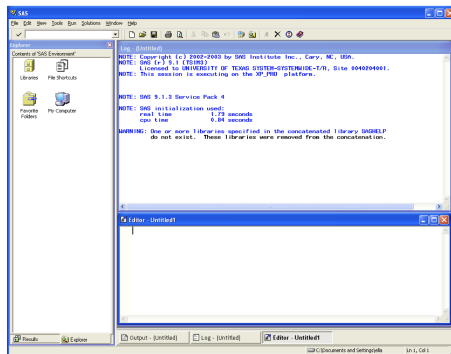 SAS
File Edit View Tools Run Solutions Window Help
Explorer
Contents of 'SAS Environment'
Libraries
File Shortcuts
Favorite Folders
My Computer
Log - (Untitled)
NOTE: Copyright (c) 2002-2003 by SAS Institute Inc., Cary, NC, USA.
NOTE: SAS (r) 9.1 (TS1M3)
Licensed to UNIVERSITY OF TEXAS SYSTEM-SYSTEMWIDE-T/R, Site 0040204001.
NOTE: This session is executing on the XP_PRO platform.
NOTE: SAS 9.1.3 Service Pack 4
NOTE: SAS initialization used:
real time 1.79 seconds
cpu time 0.84 seconds
WARNING: One or more libraries specified in the concatenated library SASHELP
do not exist. These libraries were removed from the concatenation.
Editor - Untitled1
Results
Explorer
Output - (Untitled)
Log - (Untitled)
Editor - Untitled1
C:\Documents and Settings\ella
Ln 1, Col 1